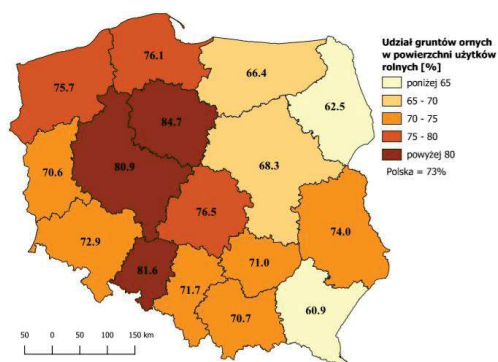 76.1
75.7
66.4
62.5
84.7
80.9
70.6
68.3
76.5
74.0
72.9
81.6
71.0
71.7
70.7
60.9
50 0 50 100 150 km
Udział gruntów ornych
w powierzchni użytków
rolnych [%]
poniżej 65
65 - 70
70 - 75
75 - 80
powyżej 80
Polska = 73%